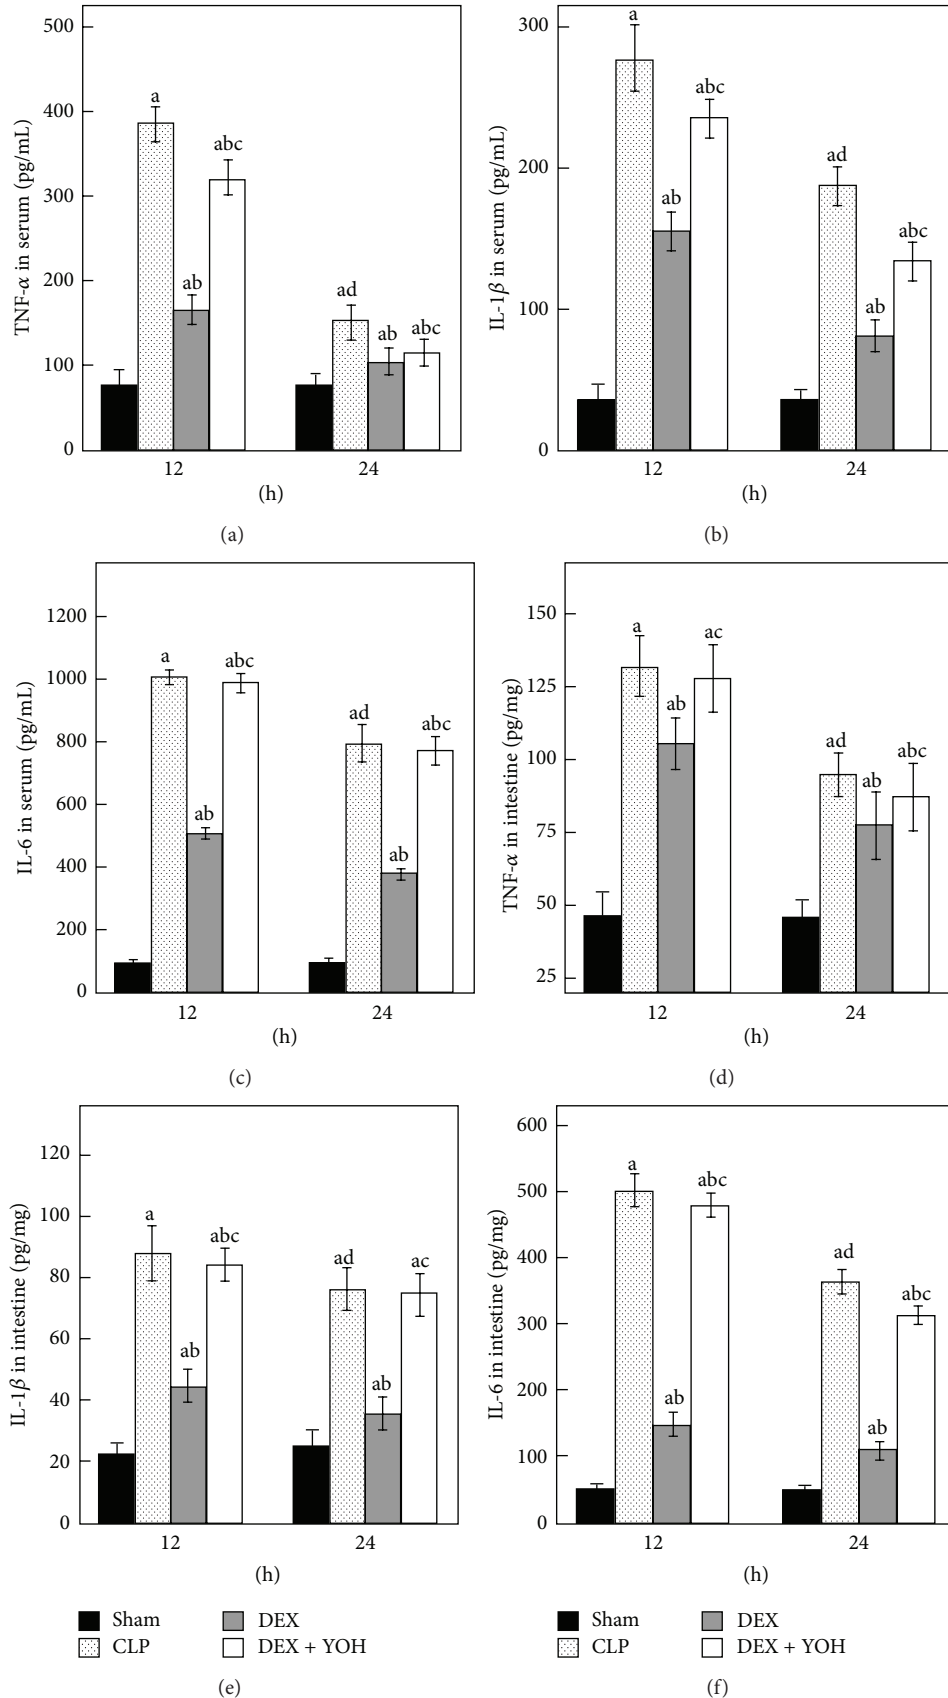 TNF-α in serum (pg/mL)
500
400
300
200
100
0
a
ab
abc
ad
ab
abc
12
24
(h)
(a)
IL-1β in serum (pg/mL)
300
200
100
0
a
ab
abc
ad
ab
abc
12
24
(h)
(b)
IL-6 in serum (pg/mL)
1200
1000
800
600
400
200
0
a
ab
abc
ad
ab
abc
12
24
(h)
(c)
TNF-α in intestine (pg/mg)
150
125
100
75
50
25
a
ab
ac
ad
ab
abc
12
24
(h)
(d)
IL-1β in intestine (pg/mg)
120
100
80
60
40
20
0
a
ab
abc
ad
ab
ac
12
24
(h)
Sham
CLP
DEX
DEX + YOH
(e)
IL-6 in intestine (pg/mg)
600
500
400
300
200
100
0
a
ab
abc
ad
ab
abc
12
24
(h)
Sham
CLP
DEX
DEX + YOH
(f)